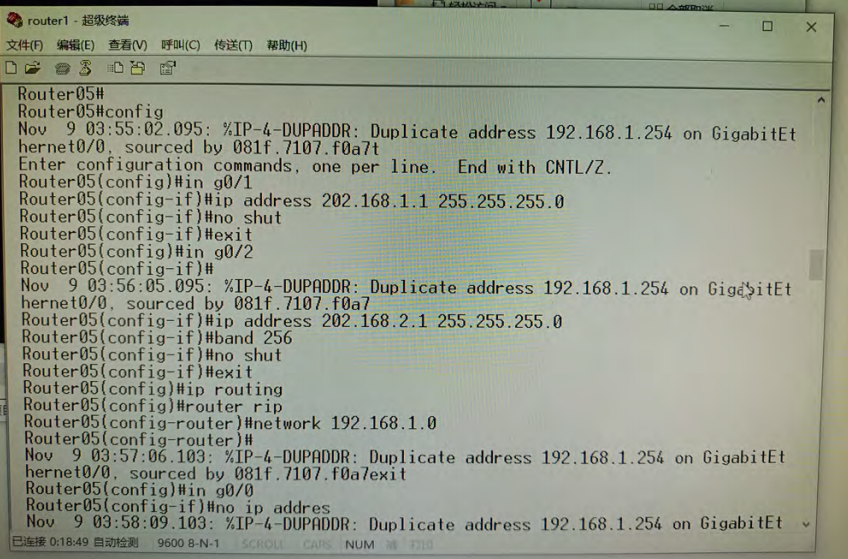 router1 - 超级终端
文件(F) 编辑(E) 查看(V) 呼叫(C) 传送(T) 帮助(H)
Router05#
Router05#config
Nov  9 03:55:02.095: %IP-4-DUPADDR: Duplicate address 192.168.1.254 on GigabitEt
hernet0/0, sourced by 081f.7107.f0a7t
Enter configuration commands, one per line.  End with CNTL/Z.
Router05(config)#in g0/1
Router05(config-if)#ip address 202.168.1.1 255.255.255.0
Router05(config-if)#no shut
Router05(config-if)#exit
Router05(config)#in g0/2
Router05(config-if)#
Nov  9 03:56:05.095: %IP-4-DUPADDR: Duplicate address 192.168.1.254 on GigabitEt
hernet0/0, sourced by 081f.7107.f0a7
Router05(config-if)#ip address 202.168.2.1 255.255.255.0
Router05(config-if)#band 256
Router05(config-if)#no shut
Router05(config-if)#exit
Router05(config)#ip routing
Router05(config)#router rip
Router05(config-router)#network 192.168.1.0
Router05(config-router)#
Nov  9 03:57:06.103: %IP-4-DUPADDR: Duplicate address 192.168.1.254 on GigabitEt
hernet0/0, sourced by 081f.7107.f0a7exit
Router05(config)#in g0/0
Router05(config-if)#no ip addres
Nov  9 03:58:09.103: %IP-4-DUPADDR: Duplicate address 192.168.1.254 on GigabitEt
已连接 0:18:49 自动检测 9600 8-N-1 SCROLL CAPS NUM